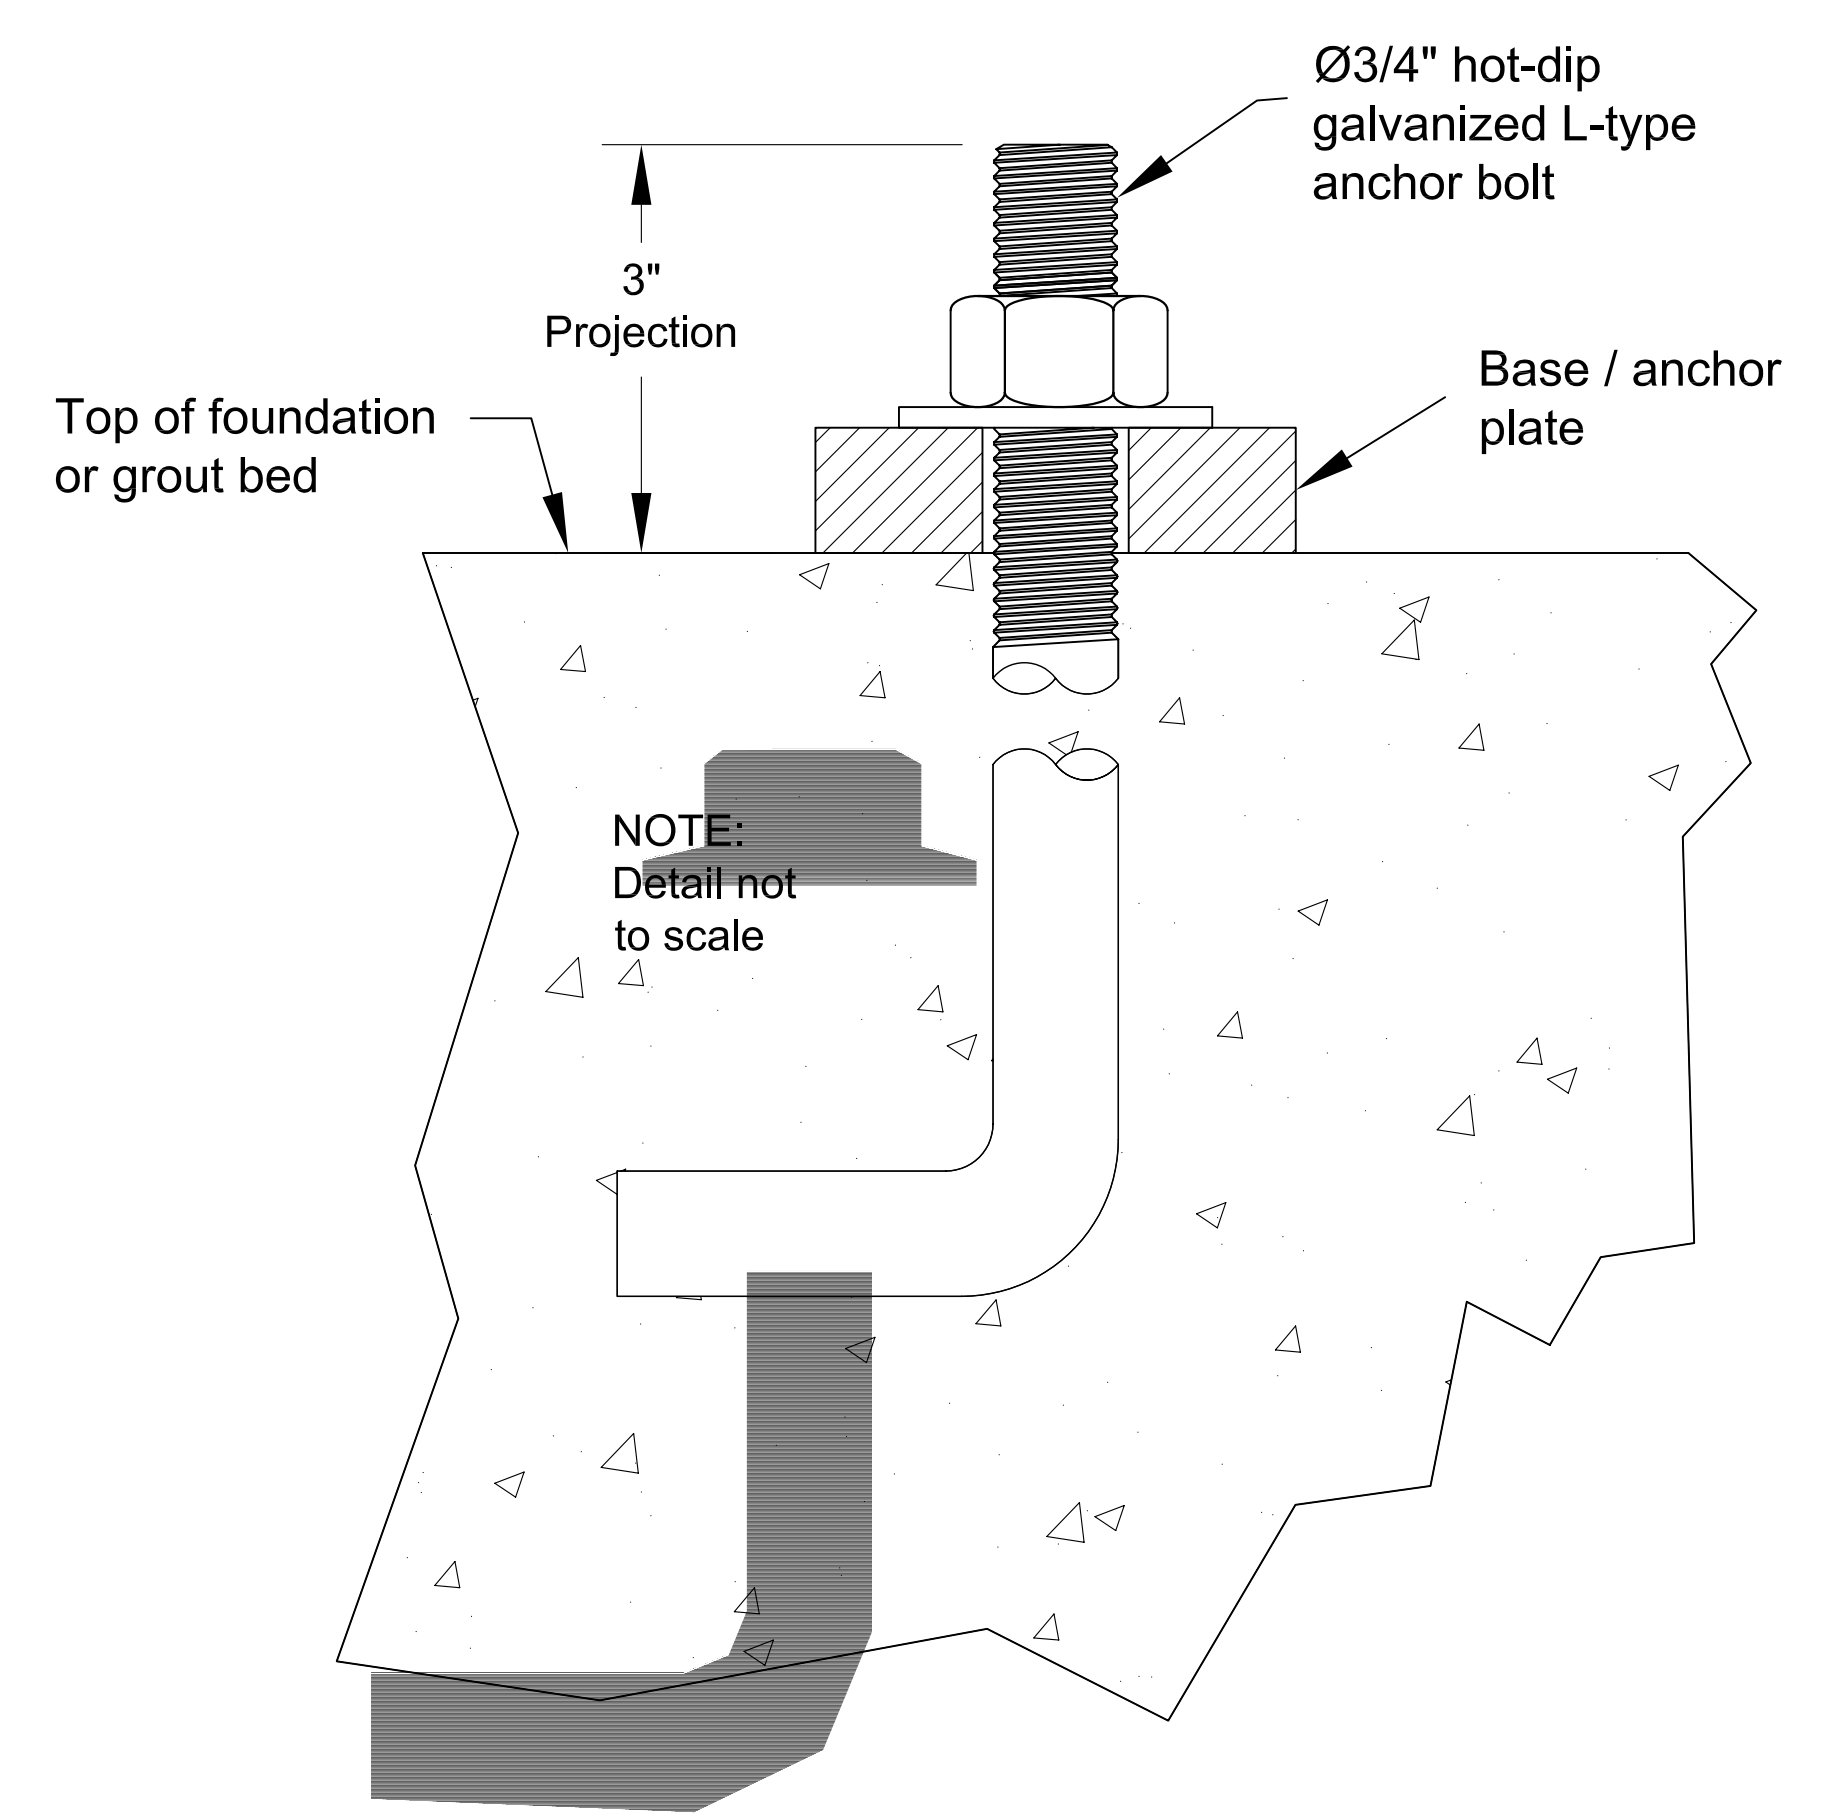 Ø3/4" hot-dip
galvanized L-type
anchor bolt
3"
Projection
Base / anchor
plate
Top of foundation
or grout bed
NOTE:
Detail not
to scale